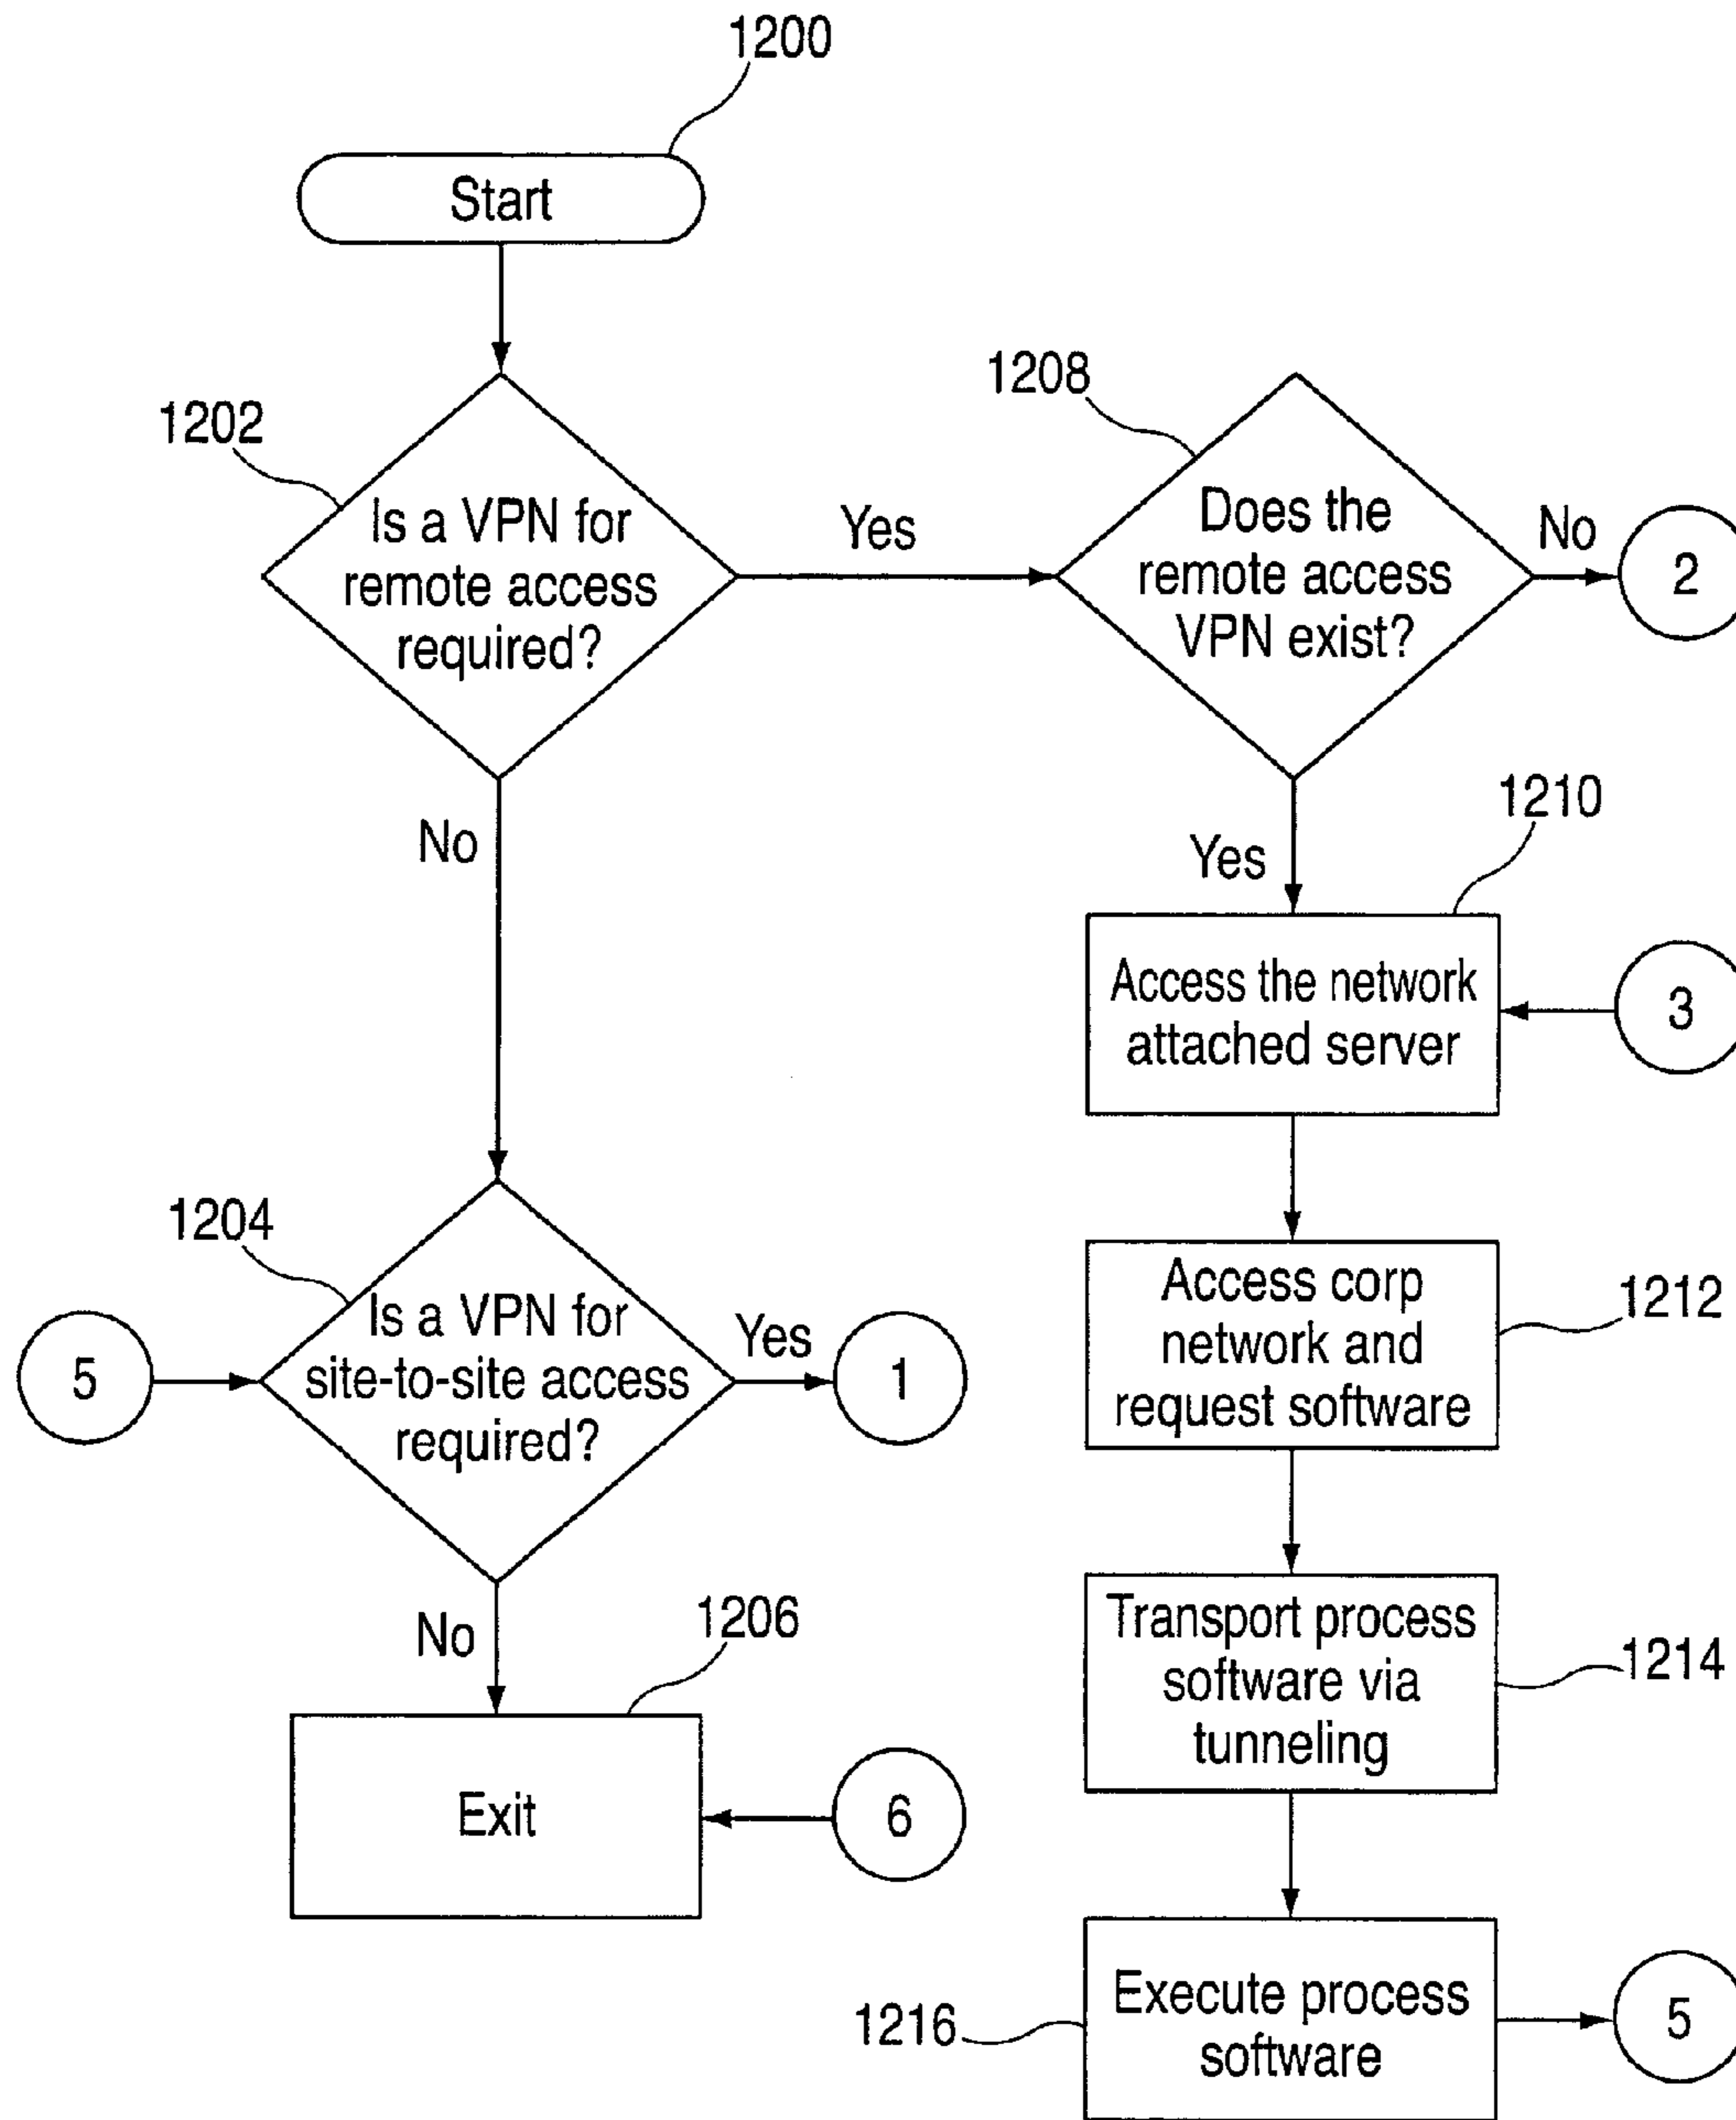 1200
Start
1202
Is a VPN for
remote access
required?
Yes
1208
Does the
remote access
VPN exist?
No
2
No
Yes
1210
Access the network
attached server
3
1204
5
Is a VPN for
site-to-site access
required?
Yes
1
1212
Access corp
network and
request software
No
1206
Exit
6
1214
Transport process
software via
tunneling
1216
Execute process
software
5